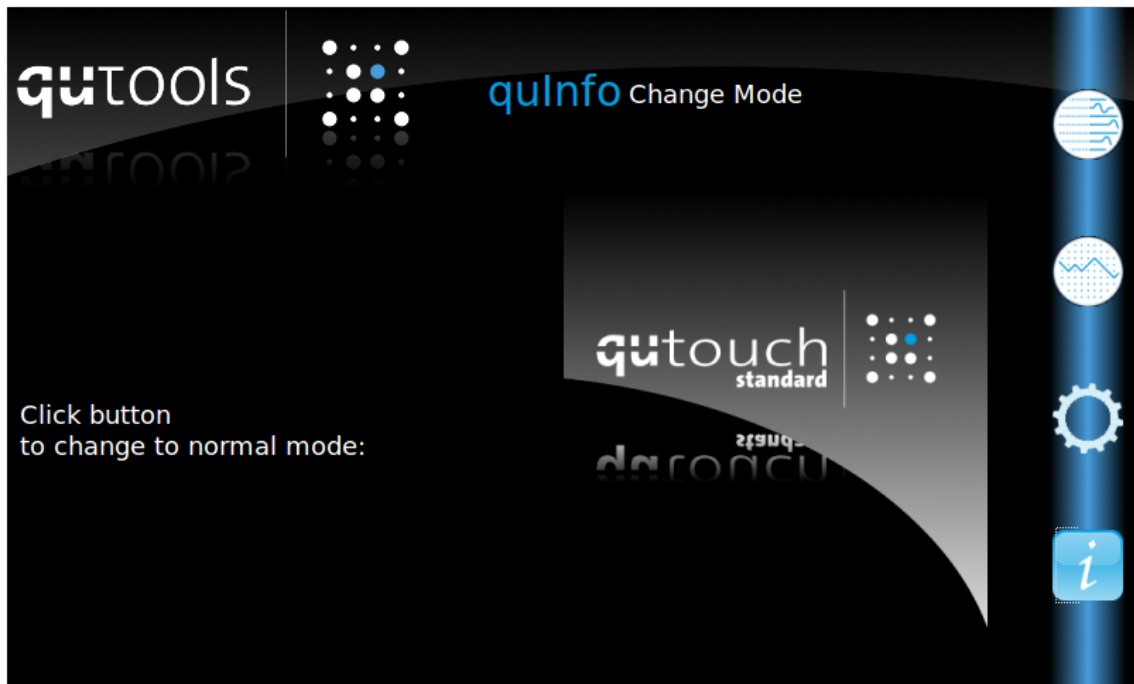 qutools
quInfo Change Mode
qutouch
standard
Click button
to change to normal mode:
i